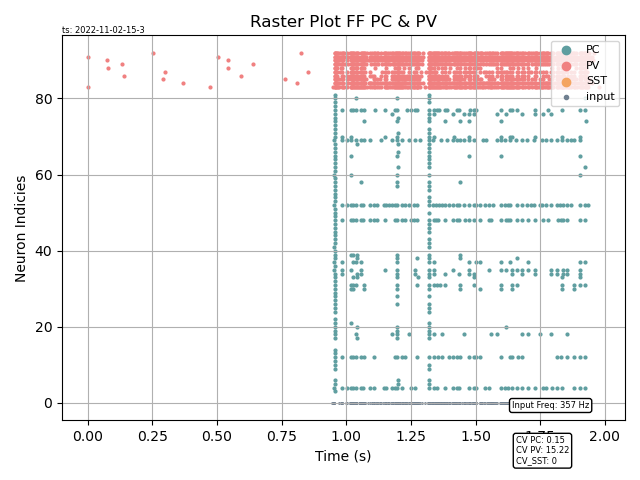 Raster Plot FF PC & PV
ts: 2022-11-02-15-3
PC
PV
SST
input
80
60
40
20
0
Neuron Indicies
Input Freq: 357 Hz
0.00 0.25 0.50 0.75 1.00 1.25 1.50 1.75 2.00
Time (s)
CV PC: 0.15
CV PV: 15.22
CV_SST: 0